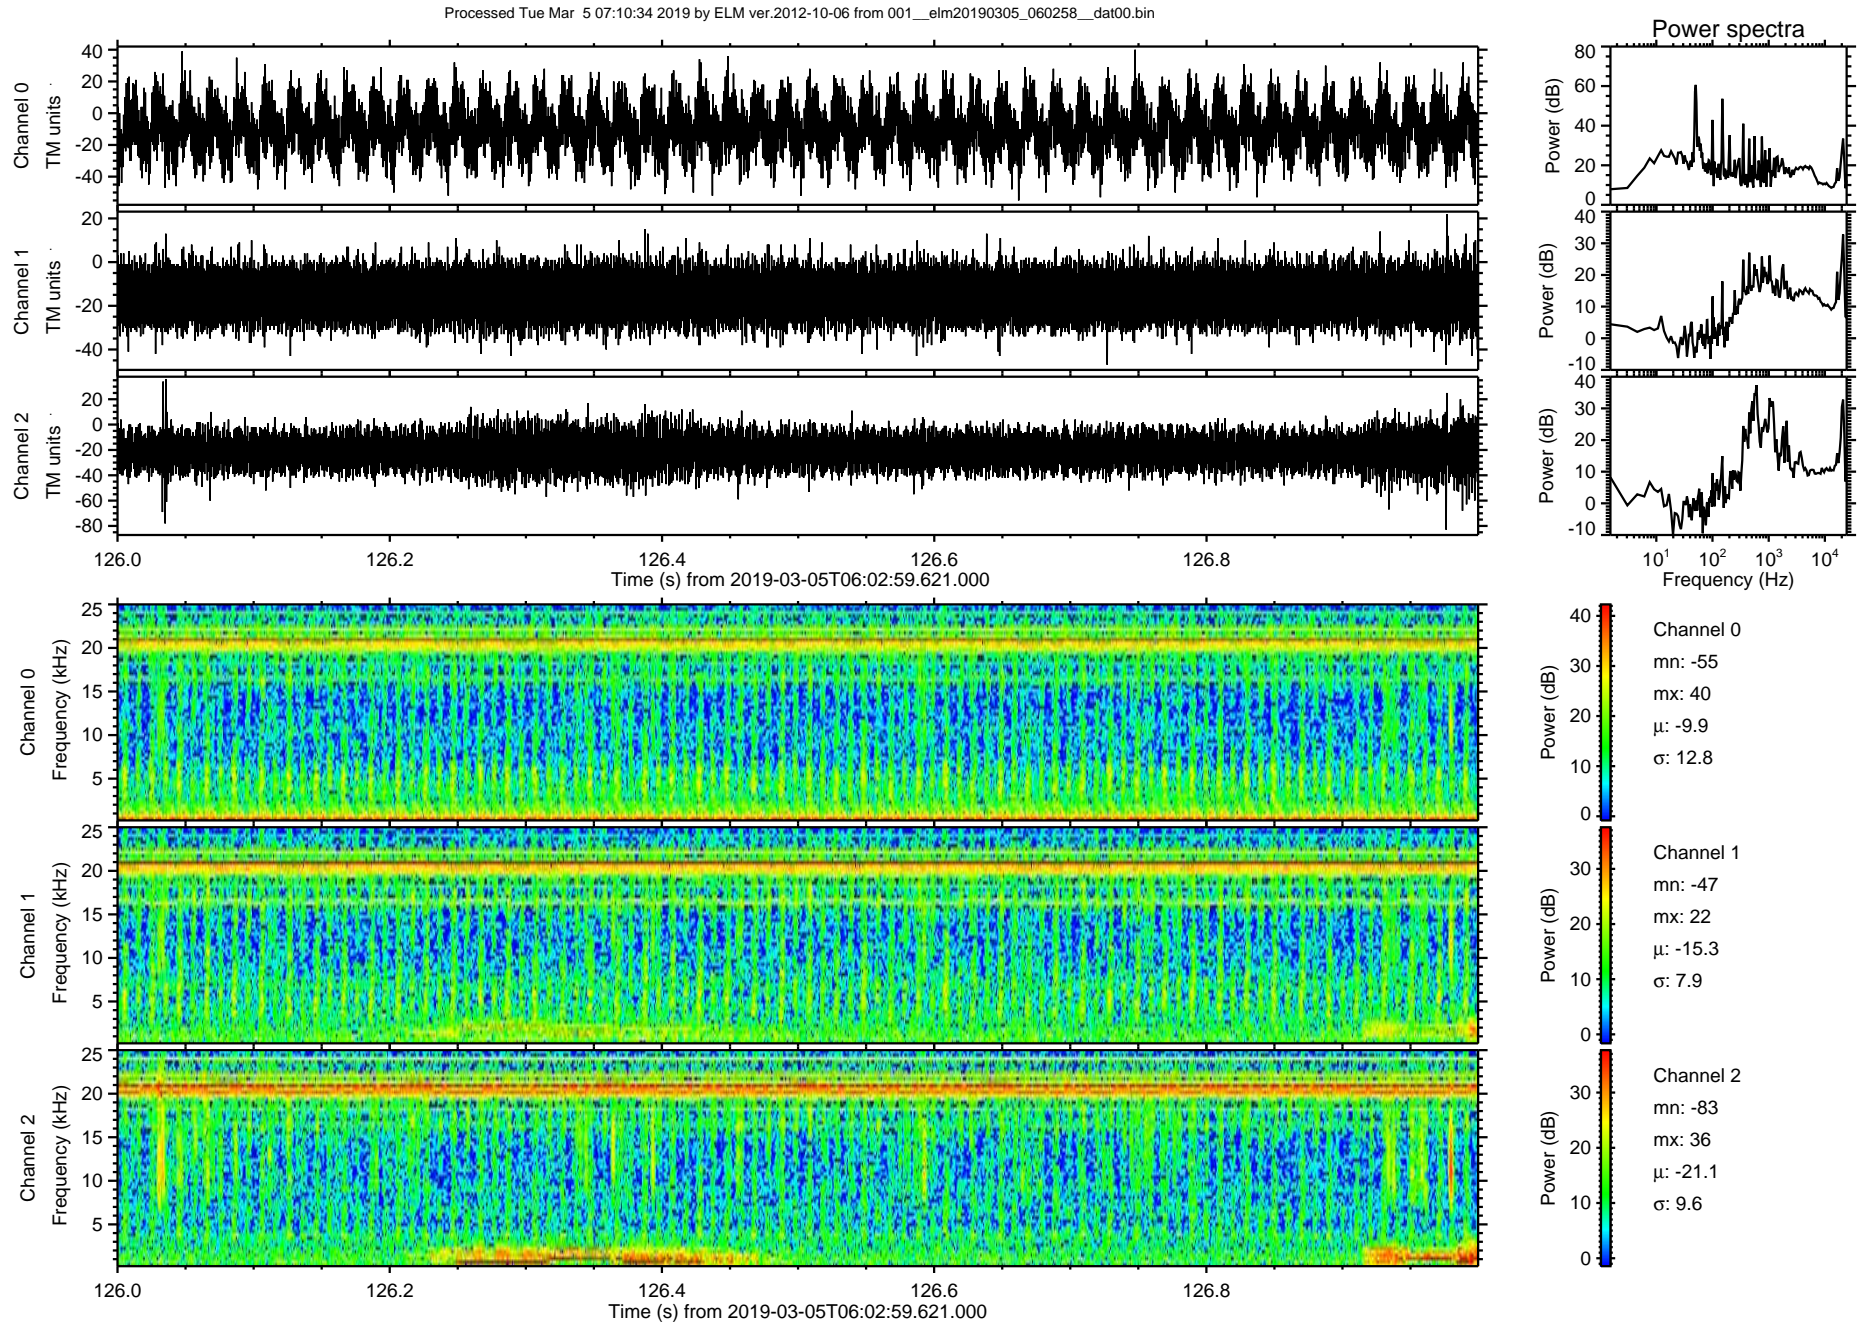 Processed Tue Mar  5 07:10:34 2019 by ELM ver.2012-10-06 from 001__elm20190305_060258__dat00.bin
Power spectra
Channel 0
TM units
40
20
0
-20
-40
Power (dB)
80
60
40
20
0
Channel 1
TM units
20
0
-20
-40
Power (dB)
40
30
20
10
0
-10
Channel 2
TM units
20
0
-20
-40
-60
-80
Power (dB)
40
30
20
10
0
-10
126.0 126.2 126.4 126.6 126.8
Time (s) from 2019-03-05T06:02:59.621.000
10¹ 10² 10³ 10⁴
Frequency (Hz)
Channel 0
Frequency (kHz)
25
20
15
10
5
Power (dB)
40
30
20
10
0
Channel 0
mn: -55
mx: 40
μ: -9.9
σ: 12.8
Channel 1
Frequency (kHz)
25
20
15
10
5
Power (dB)
30
20
10
0
Channel 1
mn: -47
mx: 22
μ: -15.3
σ: 7.9
Channel 2
Frequency (kHz)
25
20
15
10
5
Power (dB)
30
20
10
0
Channel 2
mn: -83
mx: 36
μ: -21.1
σ: 9.6
126.0 126.2 126.4 126.6 126.8
Time (s) from 2019-03-05T06:02:59.621.000